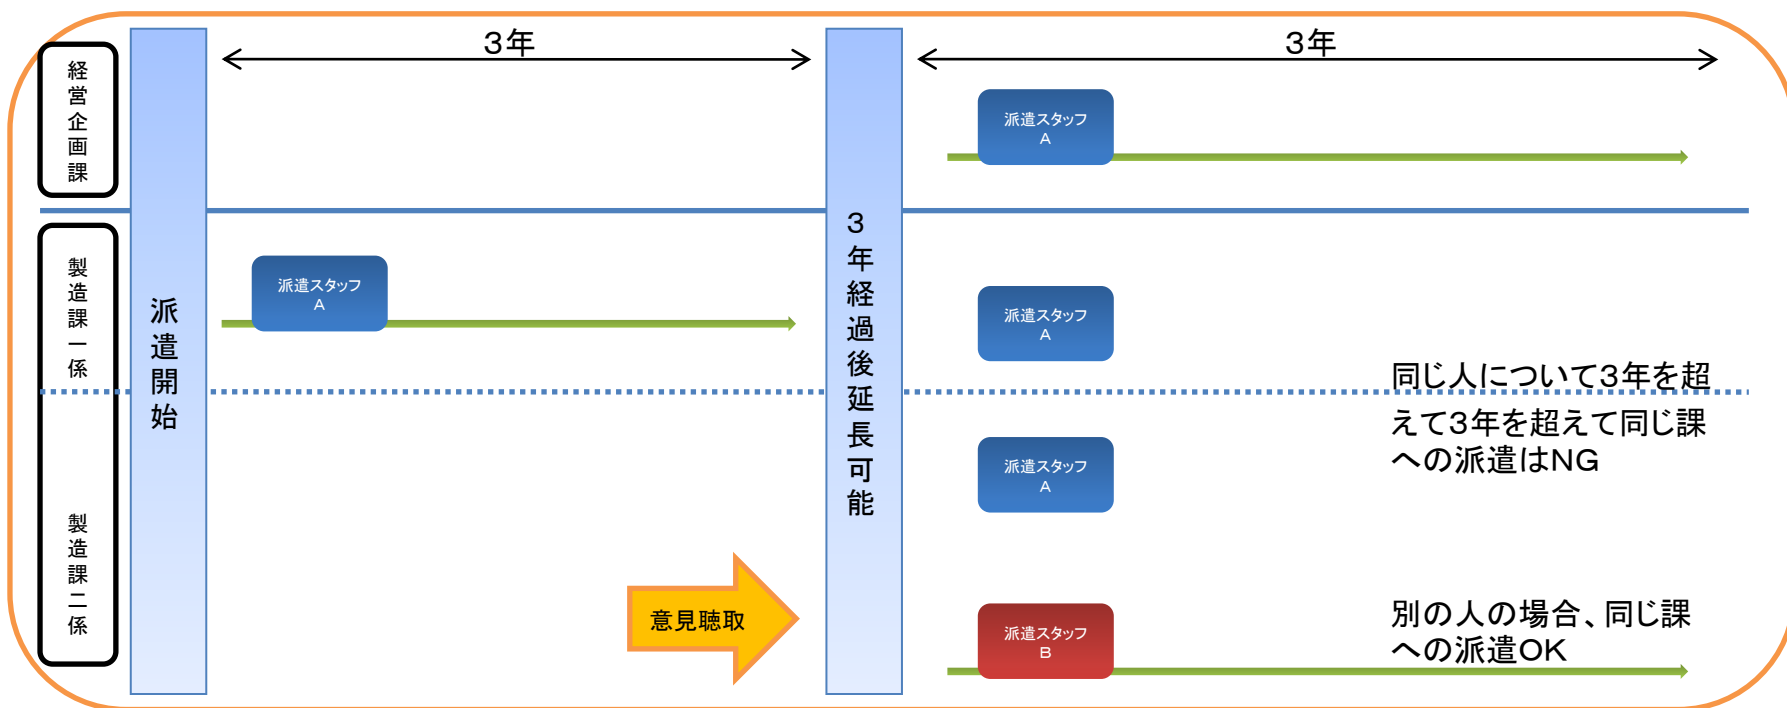 ３年
３年
経営企画課
派遣スタッフ
A
製造課一係
派遣開始
派遣スタッフ
A
３年経過後延長可能
派遣スタッフ
A
同じ人について３年を超
えて３年を超えて同じ課
への派遣はNG
派遣スタッフ
A
製造課二係
意見聴取
派遣スタッフ
B
別の人の場合、同じ課
への派遣OK